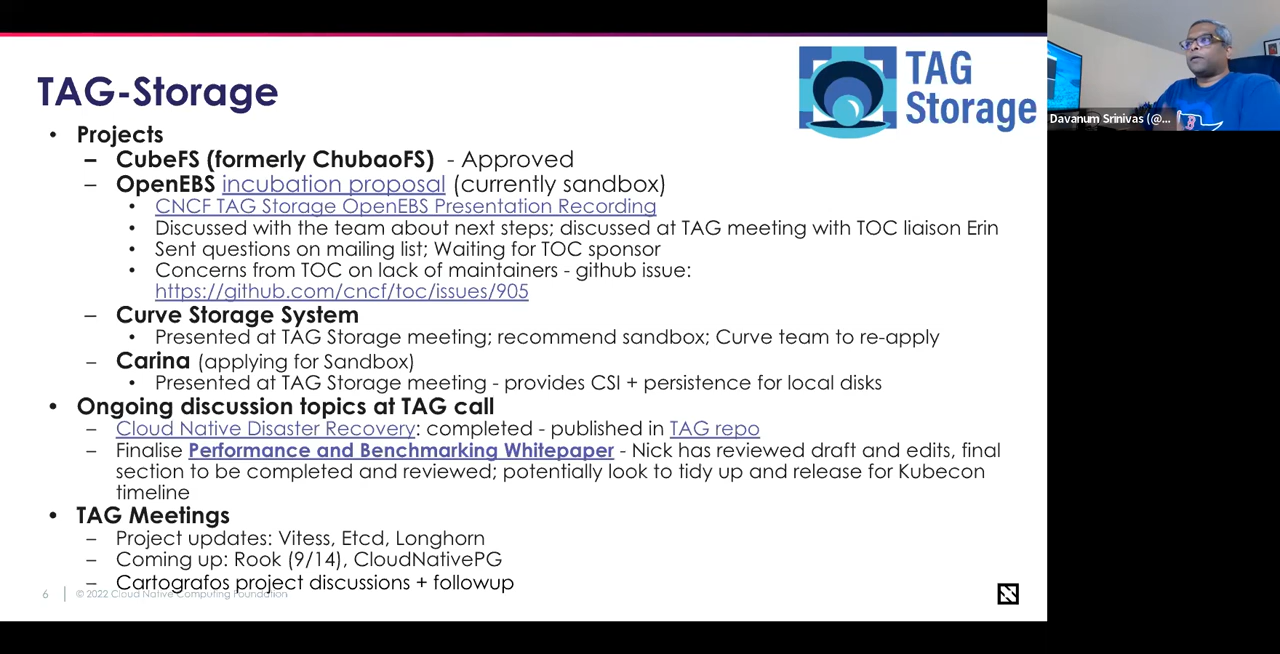 TAG-Storage
TAG
Storage
Davanum Srinivas (@...
• Projects
– CubeFS (formerly ChubaoFS) - Approved
– OpenEBS incubation proposal (currently sandbox)
• CNCF TAG Storage OpenEBS Presentation Recording
• Discussed with the team about next steps; discussed at TAG meeting with TOC liaison Erin
• Sent questions on mailing list; Waiting for TOC sponsor
• Concerns from TOC on lack of maintainers - github issue:
https://github.com/cncf/toc/issues/905
– Curve Storage System
• Presented at TAG Storage meeting; recommend sandbox; Curve team to re-apply
– Carina (applying for Sandbox)
• Presented at TAG Storage meeting - provides CSI + persistence for local disks
• Ongoing discussion topics at TAG call
– Cloud Native Disaster Recovery: completed - published in TAG repo
– Finalise Performance and Benchmarking Whitepaper - Nick has reviewed draft and edits, final
section to be completed and reviewed; potentially look to tidy up and release for Kubecon
timeline
• TAG Meetings
– Project updates: Vitess, Etcd, Longhorn
– Coming up: Rook (9/14), CloudNativePG
– Cartografos project discussions + followup
6 © 2022 Cloud Native Computing Foundation